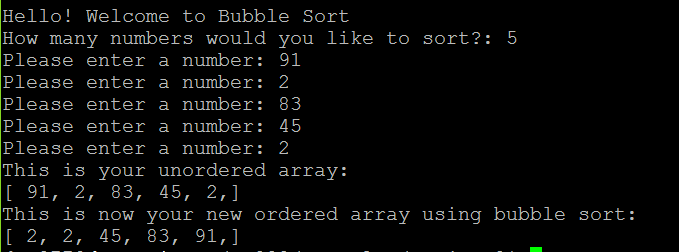 Hello! Welcome to Bubble Sort
How many numbers would you like to sort?: 5
Please enter a number: 91
Please enter a number: 2
Please enter a number: 83
Please enter a number: 45
Please enter a number: 2
This is your unordered array:
[ 91, 2, 83, 45, 2,]
This is now your new ordered array using bubble sort:
[ 2, 2, 45, 83, 91,]